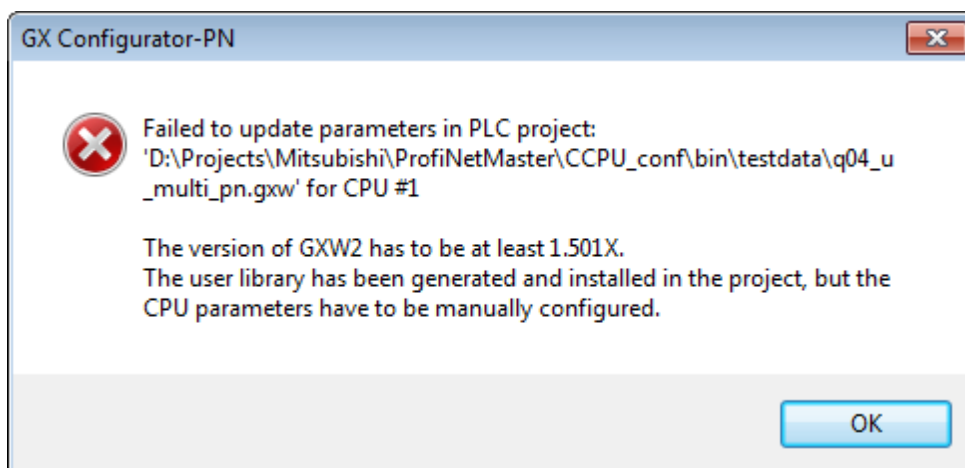 GX Configurator-PN
Failed to update parameters in PLC project:
'D:\Projects\Mitsubishi\ProfiNetMaster\CCPU_conf\bin\testdata\q04_u
_multi_pn.gxw' for CPU #1
The version of GXW2 has to be at least 1.501X.
The user library has been generated and installed in the project, but the
CPU parameters have to be manually configured.
OK